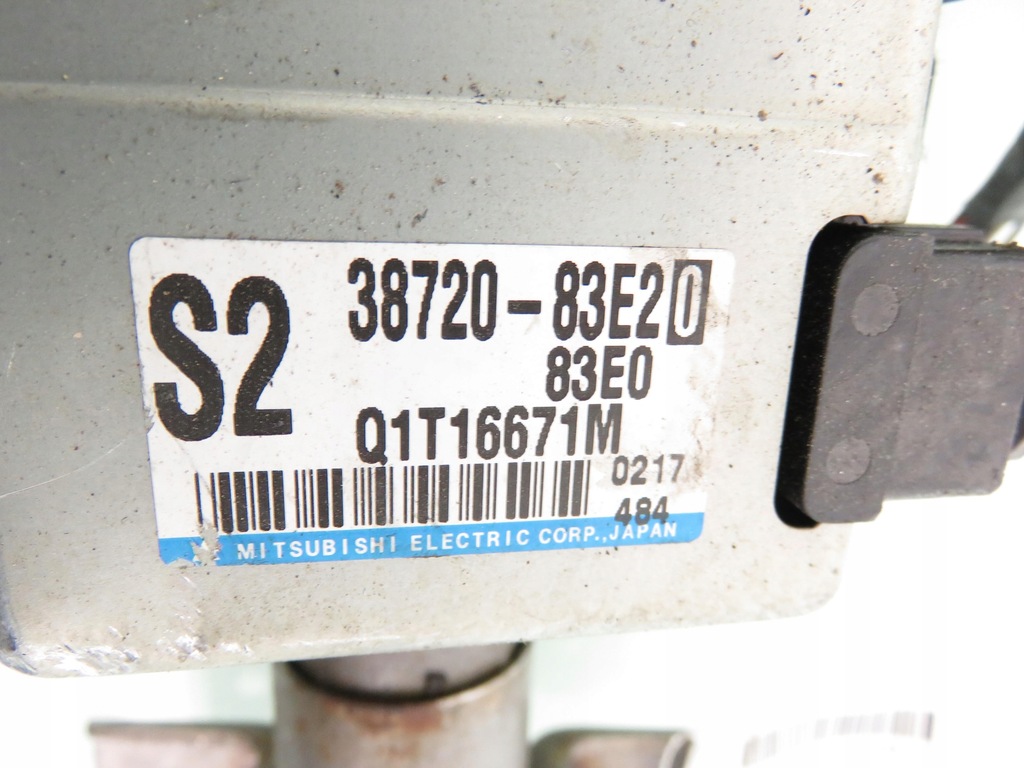 S2
38720-83E20
83E0
Q1T16671M
0217
484
MITSUBISHI ELECTRIC CORP., JAPAN